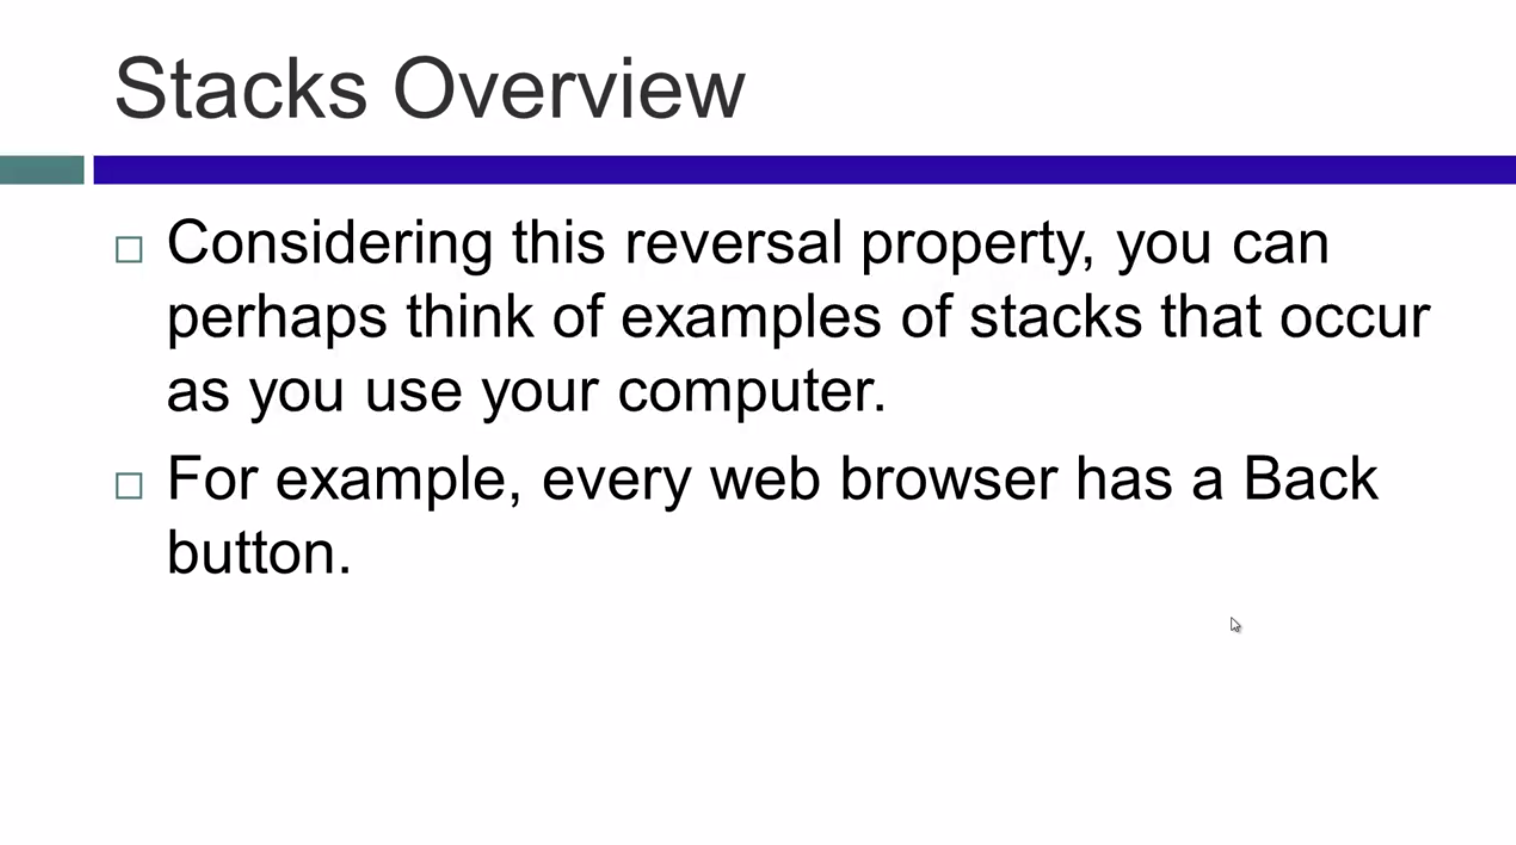 Stacks Overview
Considering this reversal property, you can
perhaps think of examples of stacks that occur
as you use your computer.
For example, every web browser has a Back
button.